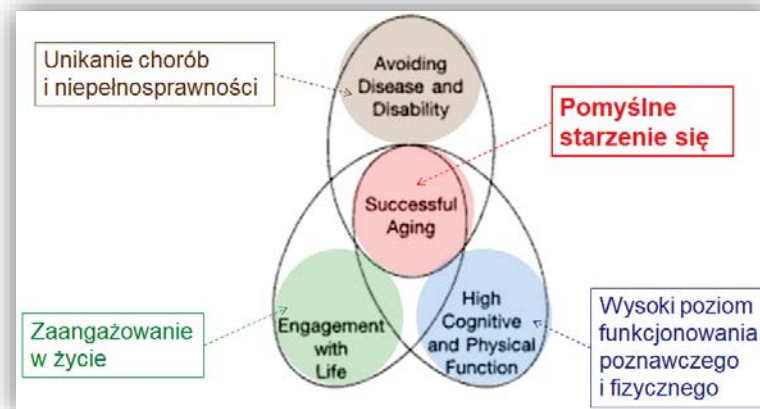 Unikanie chorób
i niepełnosprawności
Avoiding
Disease and
Disability
Pomyślne
starzenie się
Successful
Aging
Zaangażowanie
w życie
Engagement
with
Life
High
Cognitive
and Physical
Function
Wysoki poziom
funkcjonowania
poznawczego
i fizycznego